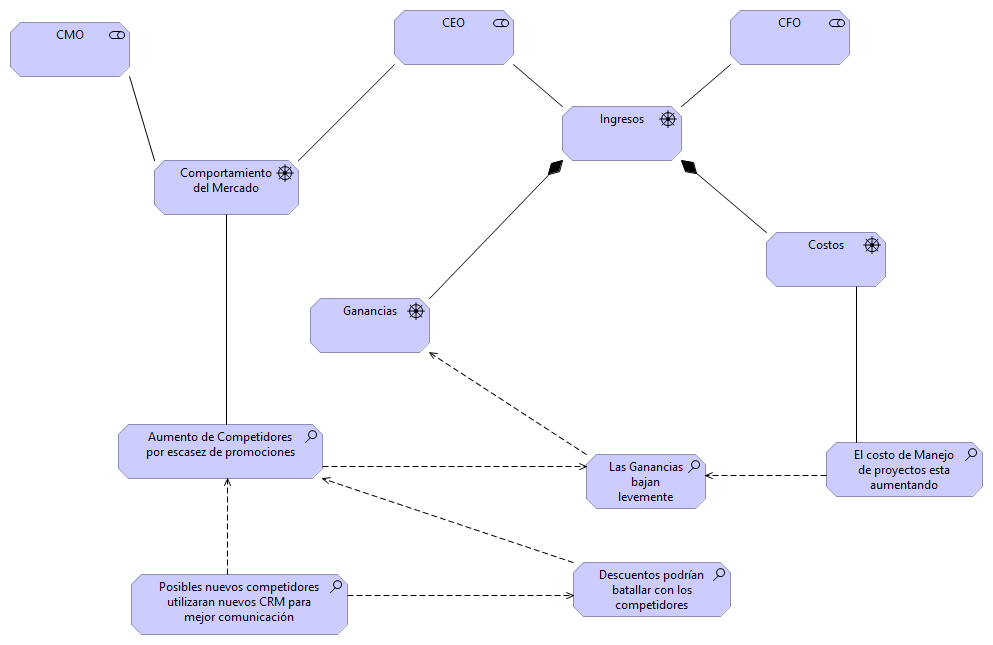 CMO
CEO
CFO
Ingresos
Comportamiento
del Mercado
Costos
Ganancias
Aumento de Competidores
por escasez de promociones
Las Ganancias
bajan
levemente
El costo de Manejo
de proyectos esta
aumentando
Posibles nuevos competidores
utilizaran nuevos CRM para
mejor comunicación
Descuentos podrían
batallar con los
competidores